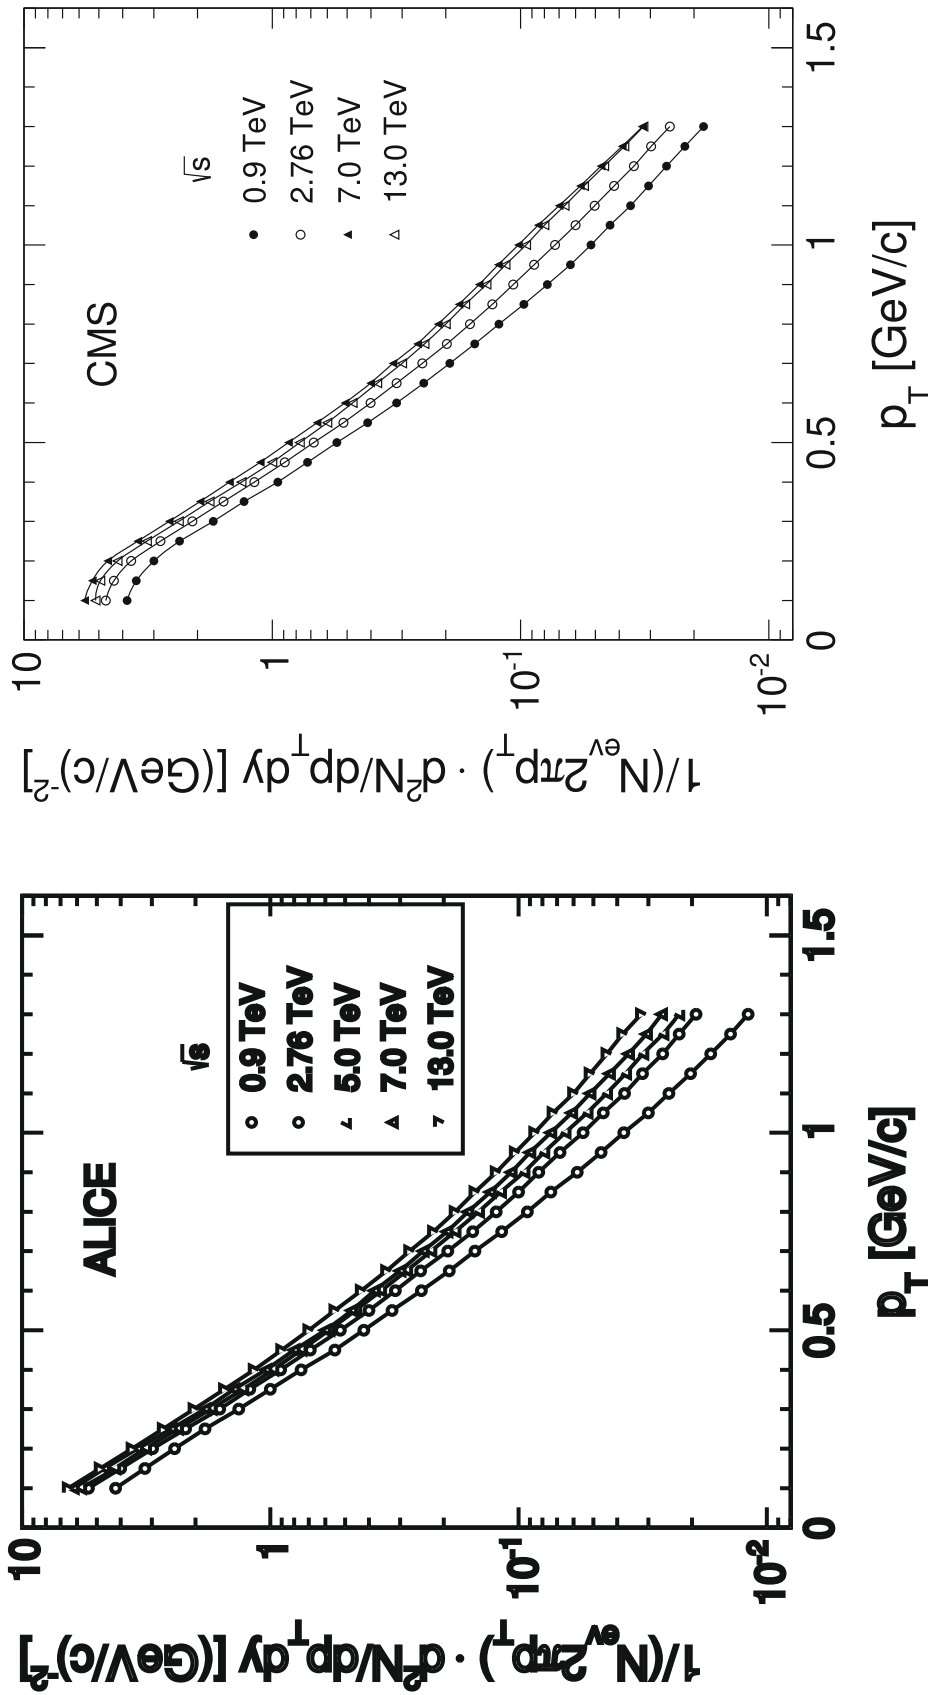 ALICE
√s
0.9 TeV
2.76 TeV
5.0 TeV
7.0 TeV
13.0 TeV
10
1
10⁻¹
10⁻²
0
0.5
1
1.5
p_T [GeV/c]
1/(N_ev 2πp_T) · d²N/dp_T dy [(GeV/c)⁻²]
CMS
√s
0.9 TeV
2.76 TeV
7.0 TeV
13.0 TeV
10
1
10⁻¹
10⁻²
0
0.5
1
1.5
p_T [GeV/c]
1/(N_ev 2πp_T) · d²N/dp_T dy [(GeV/c)⁻²]